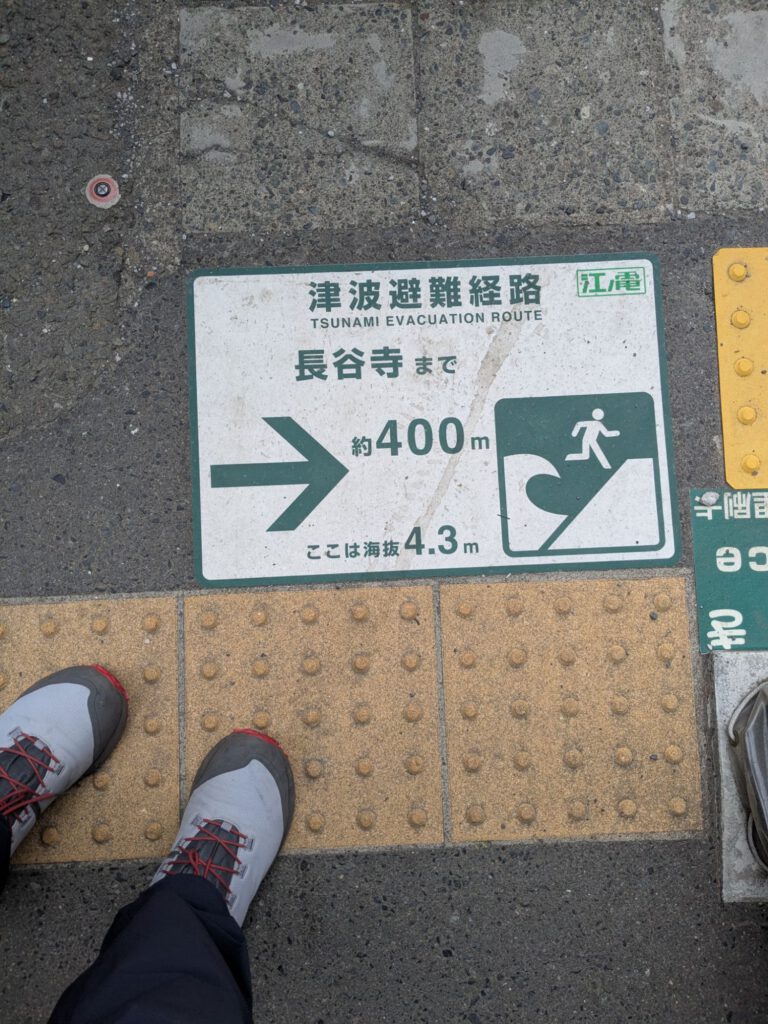 津波避難経路
江ノ電
TSUNAMI EVACUATION ROUTE
長谷寺まで
約400m
ここは海抜4.3m